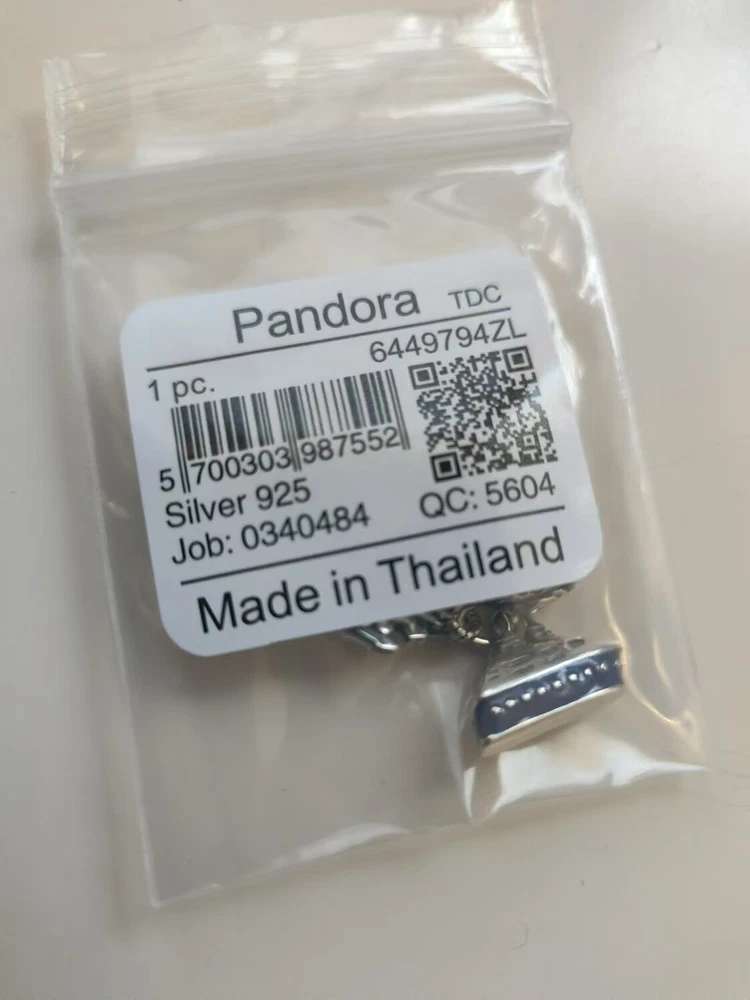 Pandora TDC
6449794ZL
1 pc.
5 700303 987552
Silver 925
QC: 5604
Job: 0340484
Made in Thailand